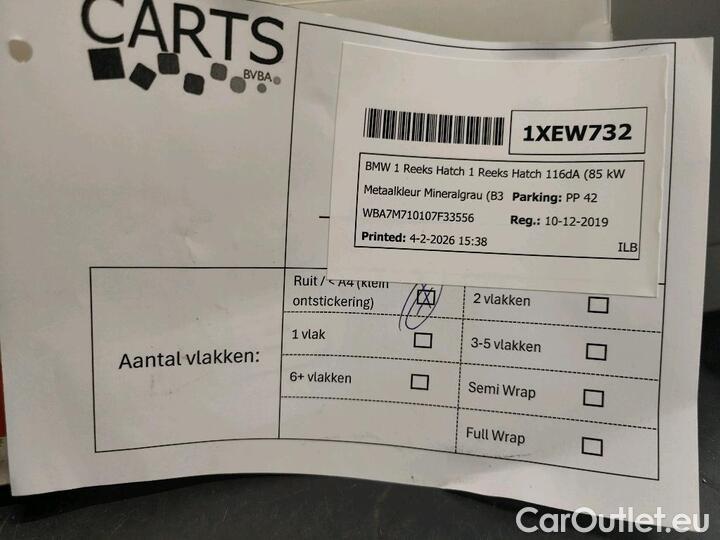 CARTS
BVBA
1XEW732
BMW 1 Reeks Hatch 1 Reeks Hatch 116dA (85 kW
Metaalkleur Mineralgrau (B3 Parking: PP 42
WBA7M710107F33556 Reg.: 10-12-2019
Printed: 4-2-2026 15:38 ILB
Aantal vlakken:
Ruit / < A4 (klein
ontstickering)
2 vlakken
1 vlak
3-5 vlakken
6+ vlakken
Semi Wrap
Full Wrap
CarOutlet.eu